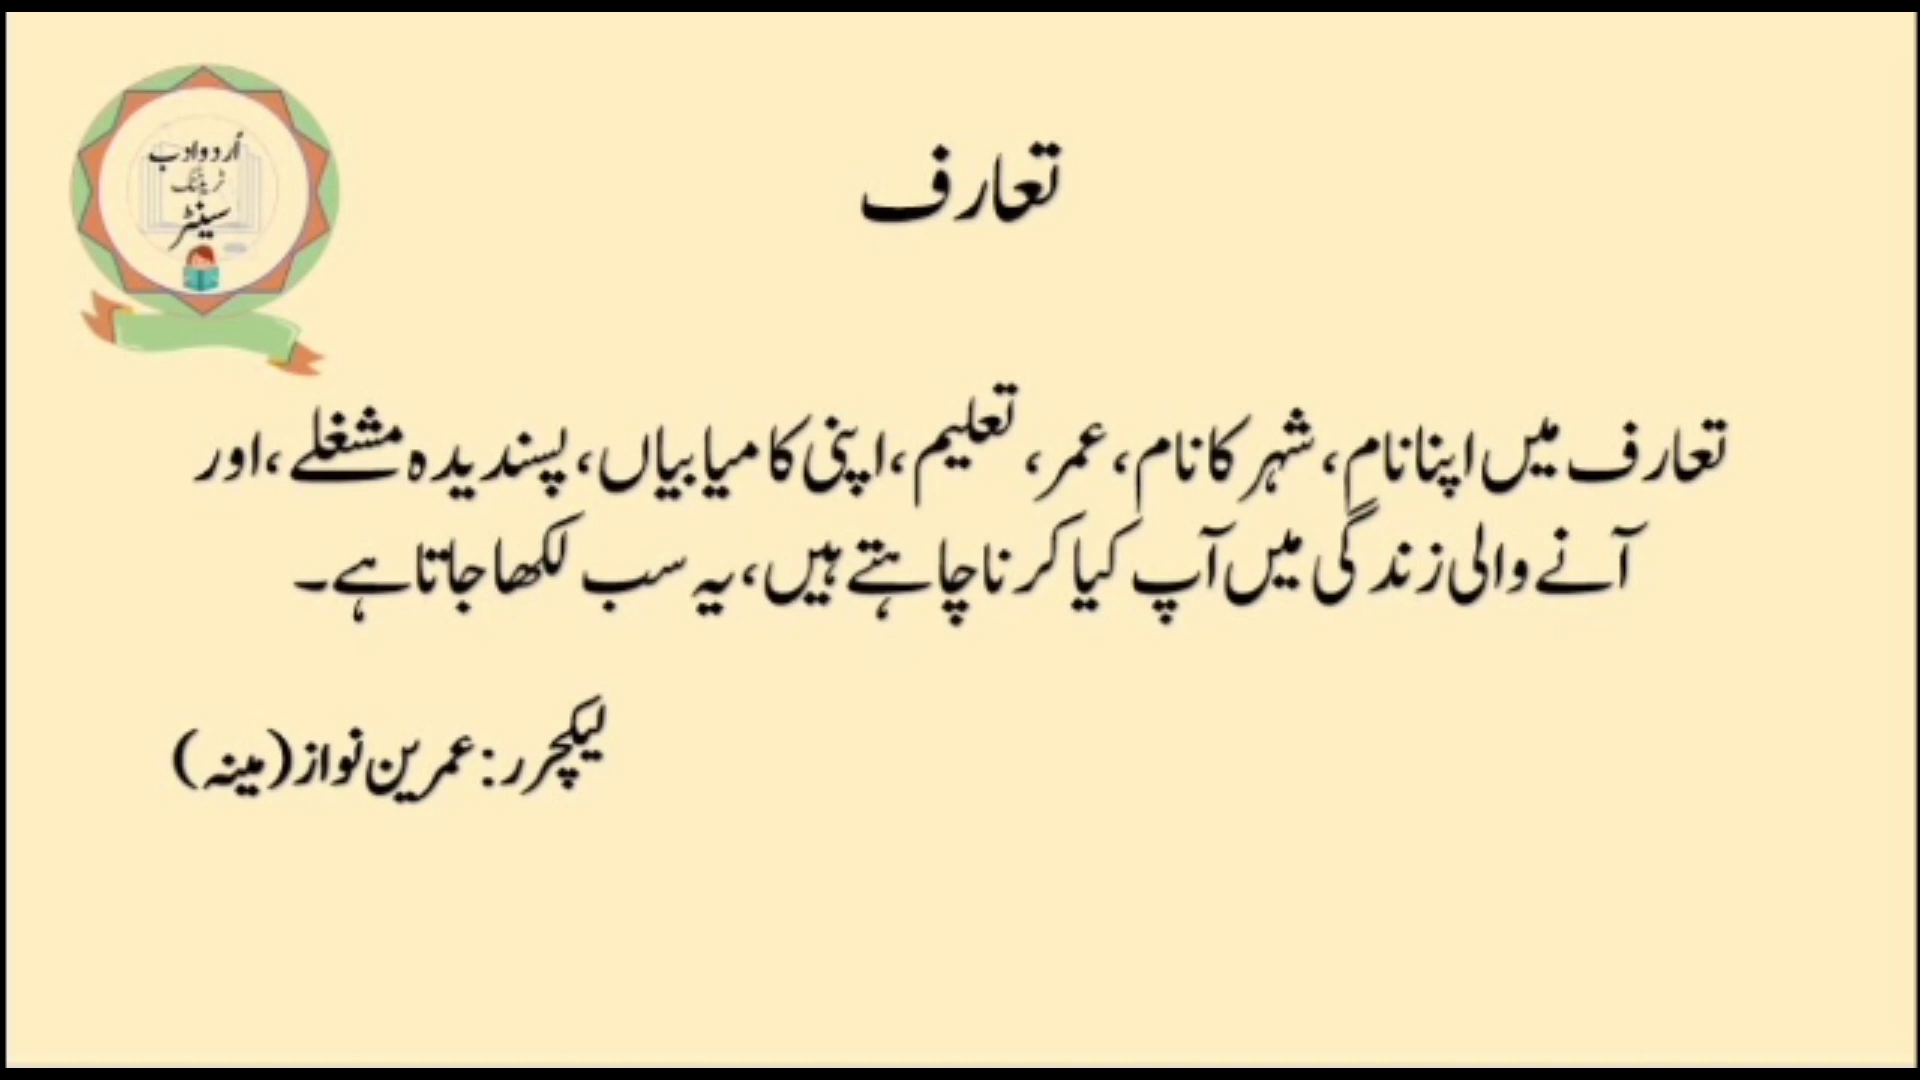 اُردو ادب
ٹریننگ
سینٹر
تعارف
تعارف میں اپنا نام، شہر کا نام، عمر، تعلیم، اپنی کامیابیاں، پسندیدہ مشغلے، اور
آنے والی زندگی میں آپ کیا کرنا چاہتے ہیں، یہ سب لکھا جاتا ہے۔
لیکچرر: عمرین نواز (مینہ)